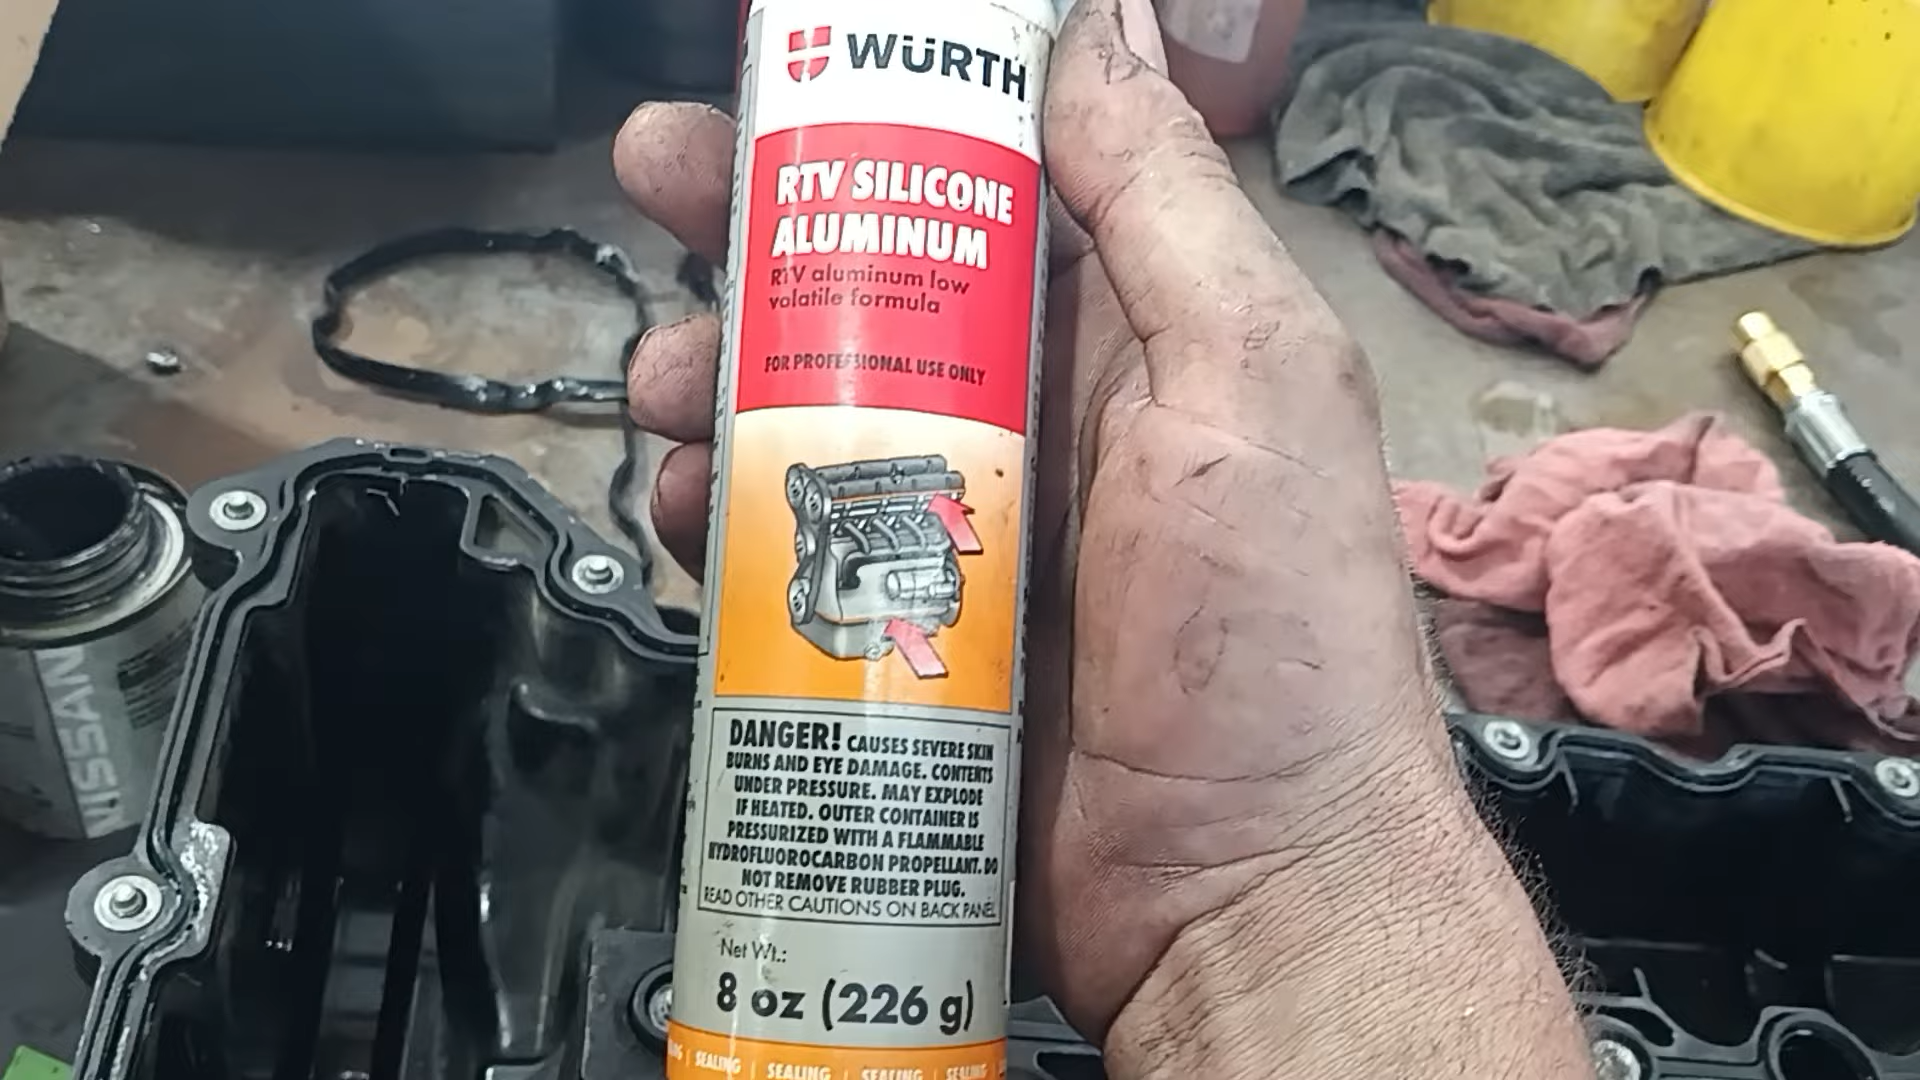 WÜRTH
RTV SILICONE
ALUMINUM
RTV aluminum low
volatile formula
FOR PROFESSIONAL USE ONLY
DANGER! CAUSES SEVERE SKIN
BURNS AND EYE DAMAGE. CONTENTS
UNDER PRESSURE. MAY EXPLODE
IF HEATED. OUTER CONTAINER IS
PRESSURIZED WITH A FLAMMABLE
HYDROFLUOROCARBON PROPELLANT. DO
NOT REMOVE RUBBER PLUG.
READ OTHER CAUTIONS ON BACK PANEL
Net Wt.:
8 oz (226 g)
SEALING | SEALING | SEALING | SEALING
NISSAN